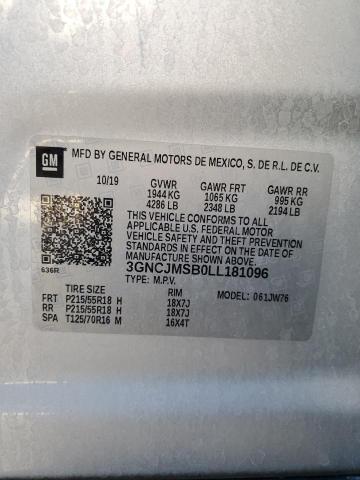 GM
MFD BY GENERAL MOTORS DE MEXICO, S. DE R.L. DE C.V.
10/19 GVWR GAWR FRT GAWR RR
1944 KG 1065 KG 995 KG
4286 LB 2348 LB 2194 LB
THIS VEHICLE CONFORMS TO ALL
APPLICABLE U.S. FEDERAL MOTOR
VEHICLE SAFETY, BUMPER, AND THEFT
PREVENTION STANDARDS IN EFFECT ON
THE DATE OF MANUFACTURE SHOWN ABOVE.
3GNCJMSB0LL181096
636R
TYPE: M.P.V.
MODEL: 061JW76
TIRE SIZE RIM
FRT P215/55R18 H 18X7J
RR P215/55R18 H 18X7J
SPA T125/70R16 M 16X4T